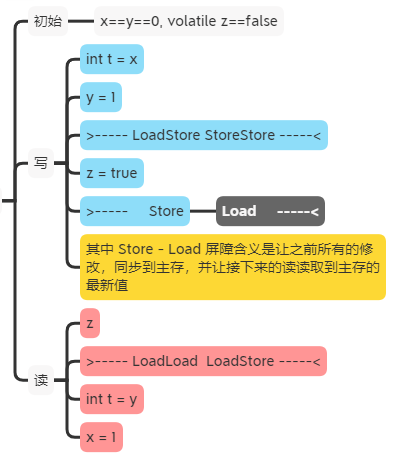 初始
x==y==0, volatile z==false
写
int t = x
y = 1
>----- LoadStore StoreStore -----<
z = true
>----- Store Load -----<
其中 Store - Load 屏障含义是让之前所有的修
改，同步到主存，并让接下来的读读取到主存的
最新值
读
z
>----- LoadLoad LoadStore -----<
int t = y
x = 1